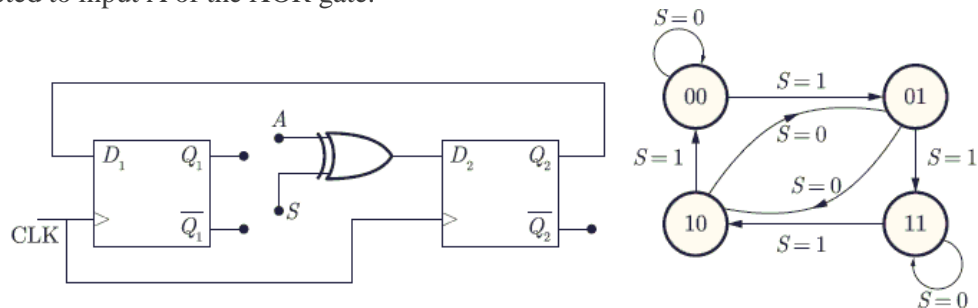 to input A of the XOR gate.
S=0
00
S=1
01
S=0
S=1
S=1
S=0
10
S=1
11
S=0
A
S
D₁
Q₁
Q₁
D₂
Q₂
Q₂
CLK